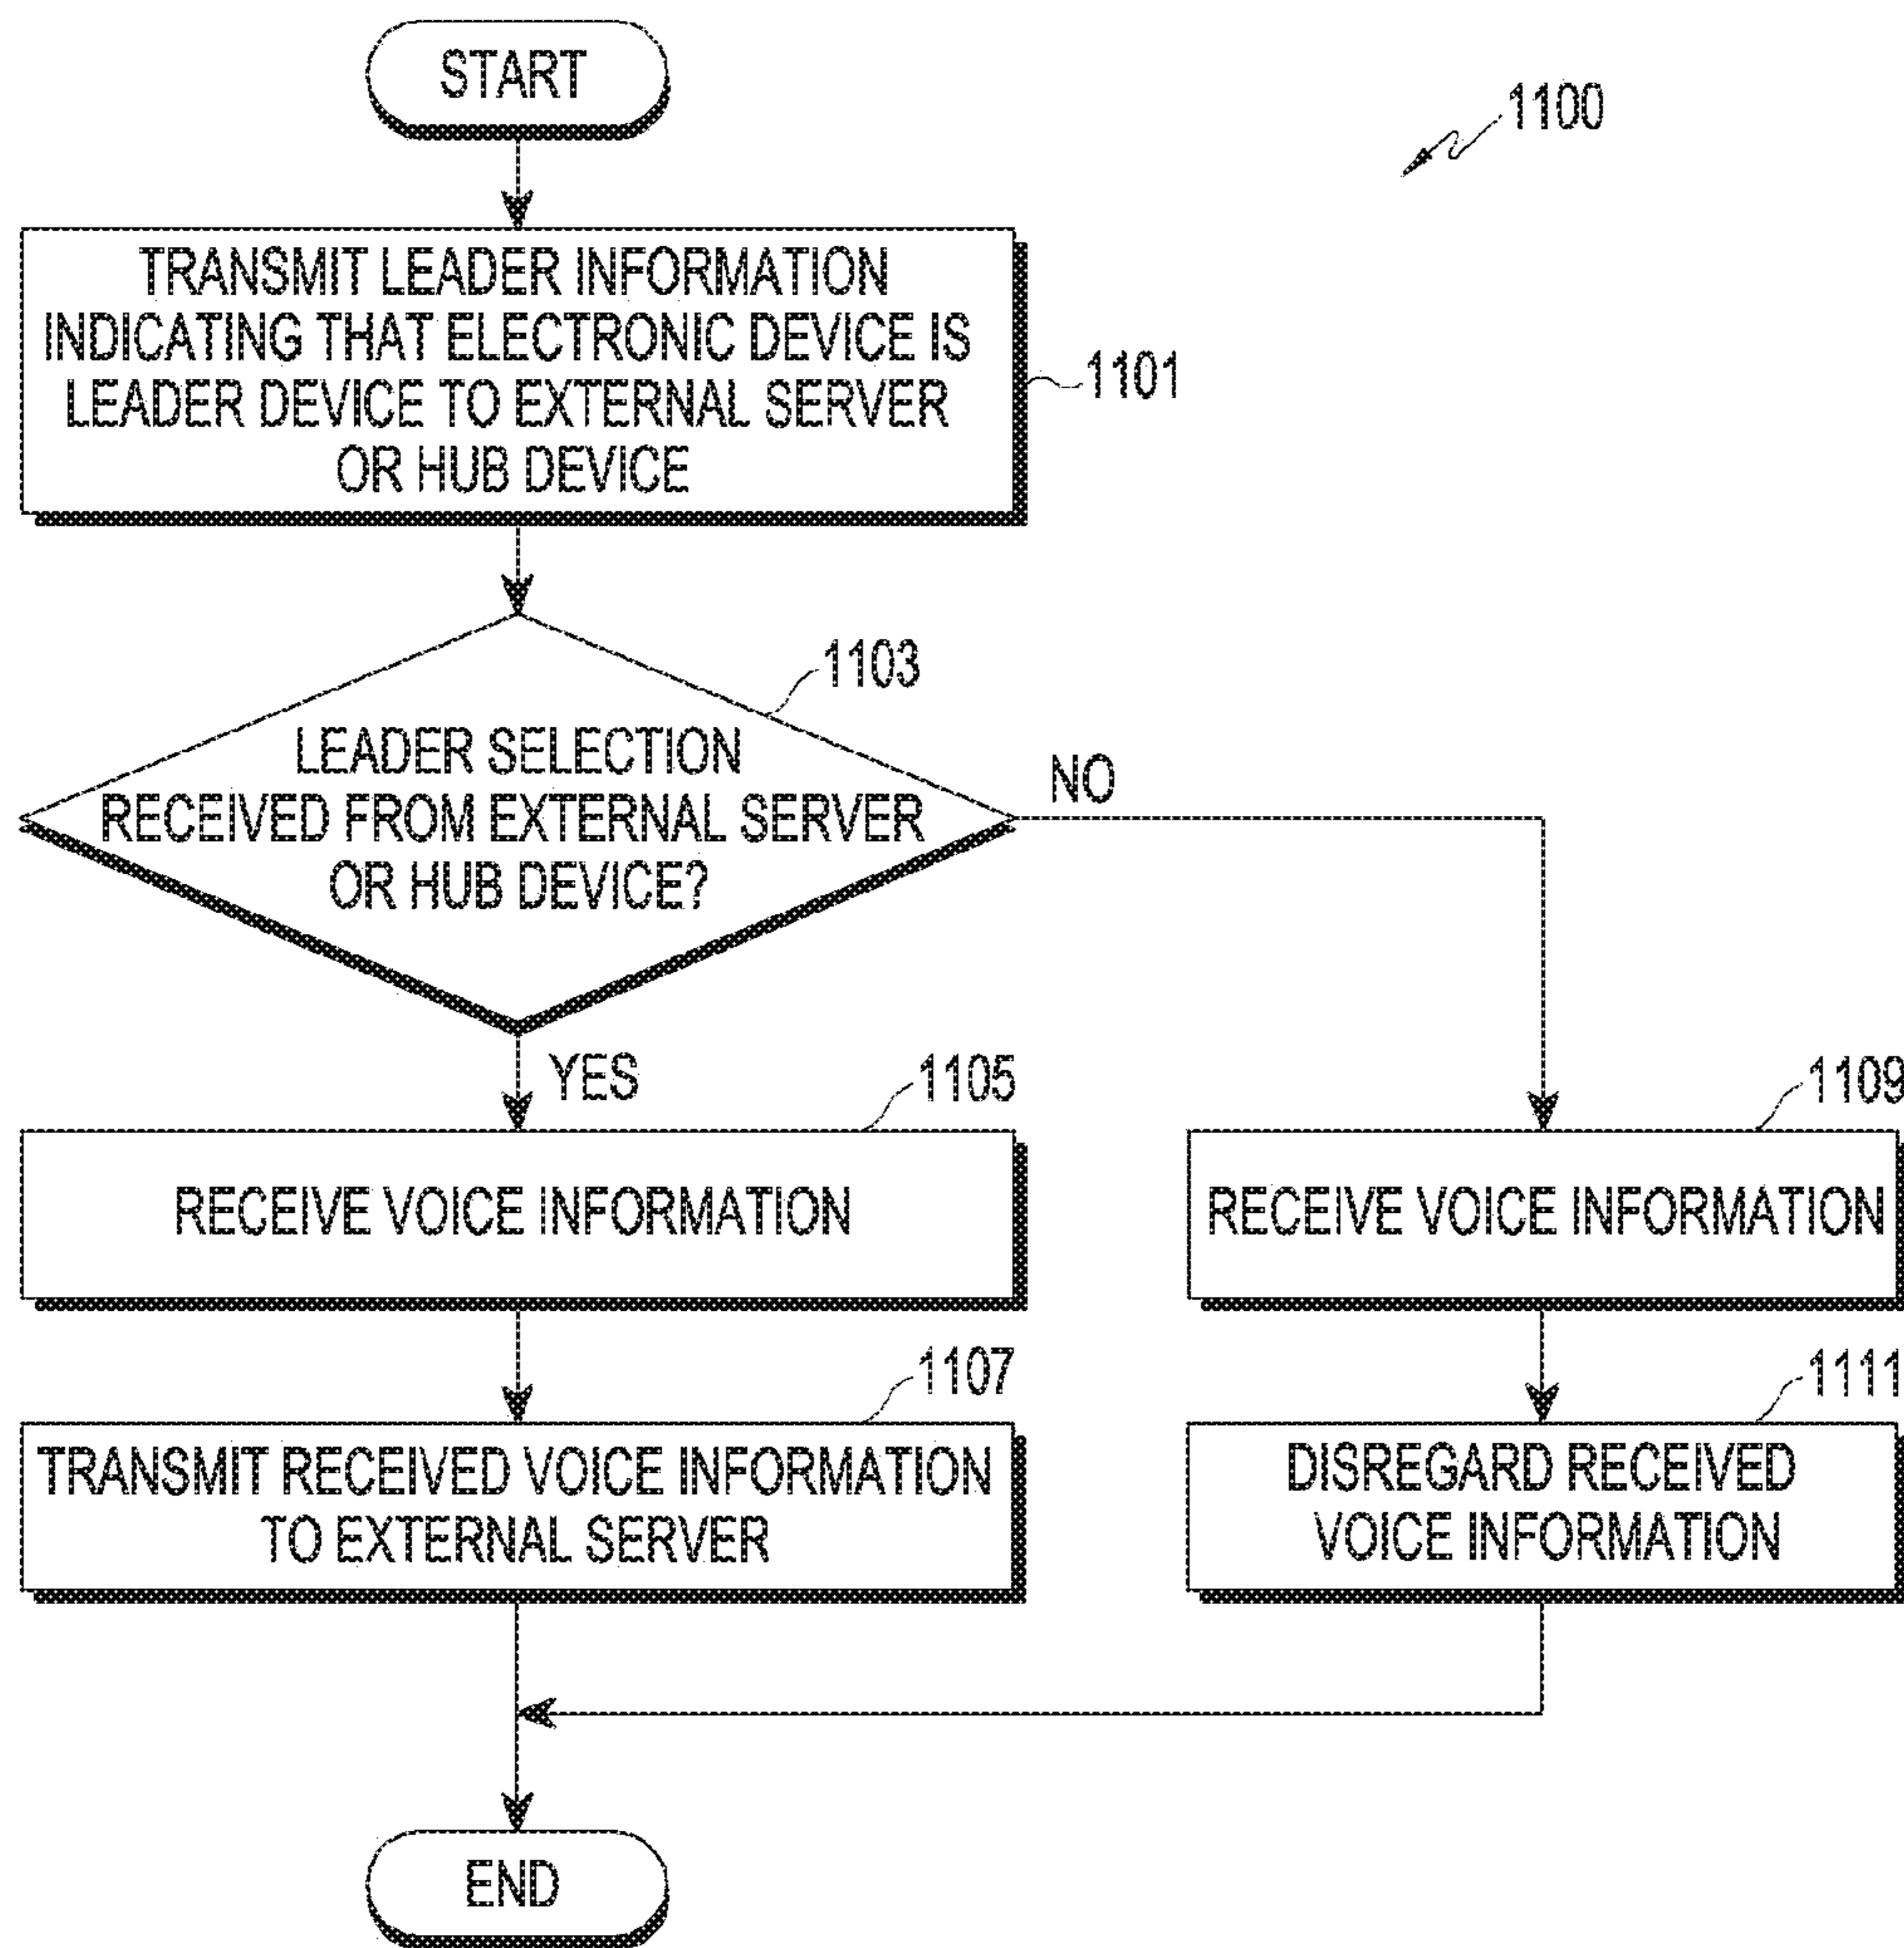 START
1100
TRANSMIT LEADER INFORMATION
INDICATING THAT ELECTRONIC DEVICE IS
LEADER DEVICE TO EXTERNAL SERVER
OR HUB DEVICE
1101
1103
LEADER SELECTION
RECEIVED FROM EXTERNAL SERVER
OR HUB DEVICE?
NO
YES
1105
RECEIVE VOICE INFORMATION
1109
RECEIVE VOICE INFORMATION
1107
TRANSMIT RECEIVED VOICE INFORMATION
TO EXTERNAL SERVER
1111
DISREGARD RECEIVED
VOICE INFORMATION
END